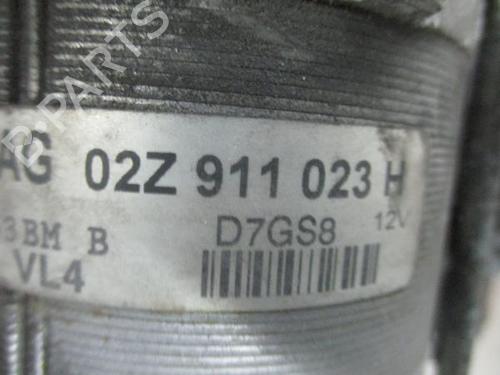 AG 02Z 911 023 H
3BM B D7GS8 12V
VL4
B-PARTS